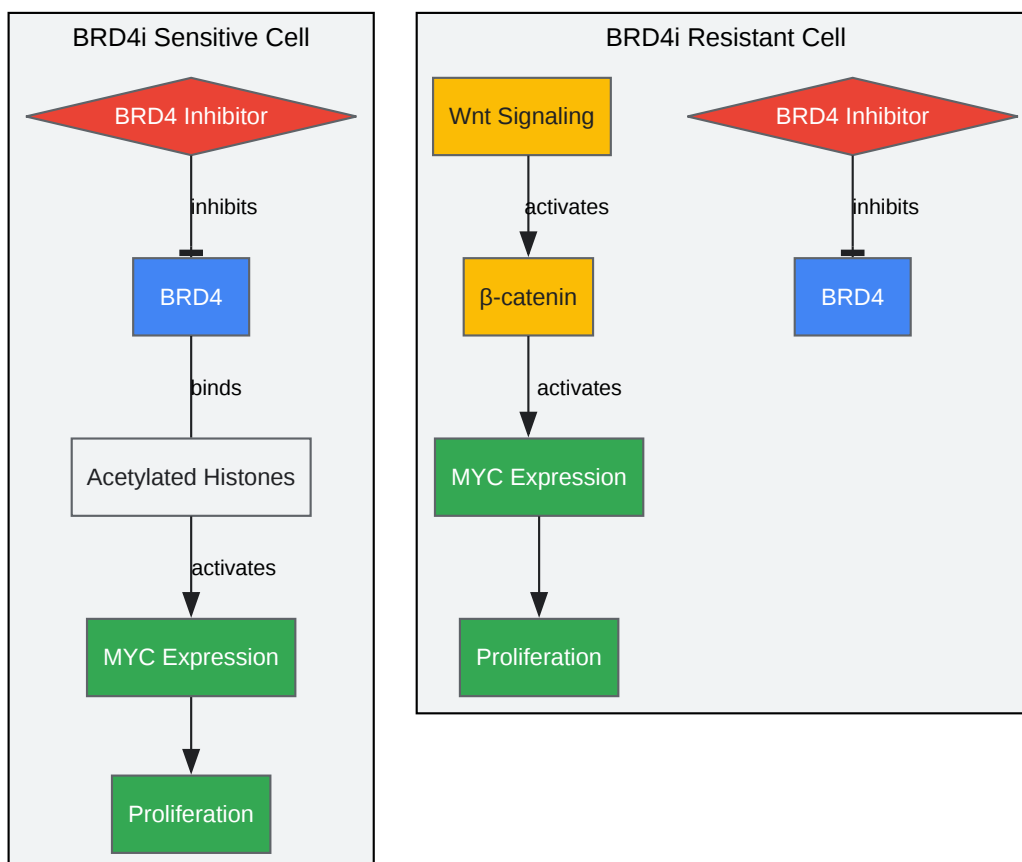 BRD4i Sensitive Cell
BRD4 Inhibitor
inhibits
BRD4
binds
Acetylated Histones
activates
MYC Expression
Proliferation
BRD4i Resistant Cell
Wnt Signaling
activates
β-catenin
activates
MYC Expression
Proliferation
BRD4 Inhibitor
inhibits
BRD4